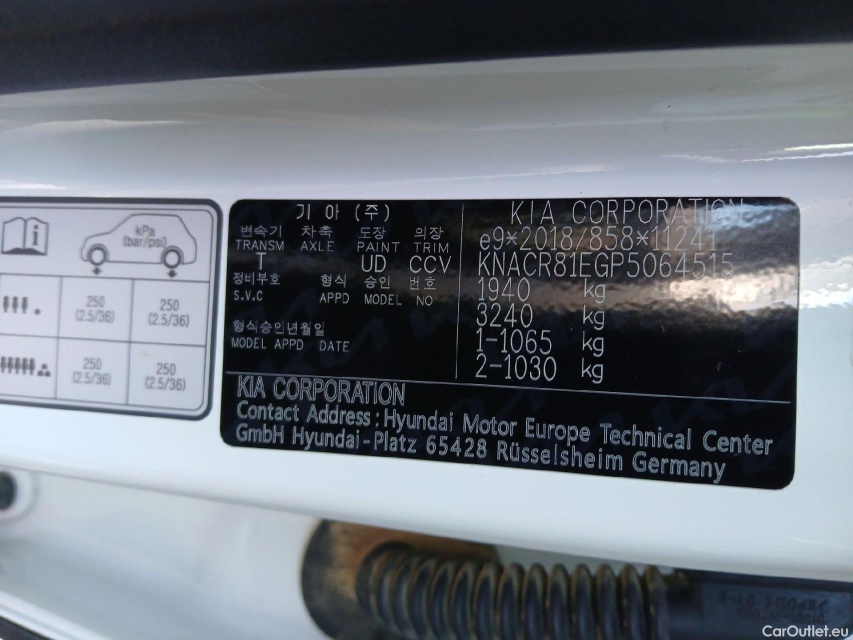 kPa
(bar/psi)
250
(2.5/36)
250
(2.5/36)
250
(2.5/36)
250
(2.5/36)
기 아 (주)
변속기 차축 도장 의장
TRANSM AXLE PAINT TRIM
T UD CCV
정비부호 형식 승인 번호
S.V.C APPD MODEL NO
형식승인년월일
MODEL APPD DATE
KIA CORPORATION
e9*2018/858*11241
KNACR81EGP5064515
1940 kg
3240 kg
1-1065 kg
2-1030 kg
KIA CORPORATION
Contact Address : Hyundai Motor Europe Technical Center
GmbH Hyundai-Platz 65428 Rüsselsheim Germany
CarOutlet.eu